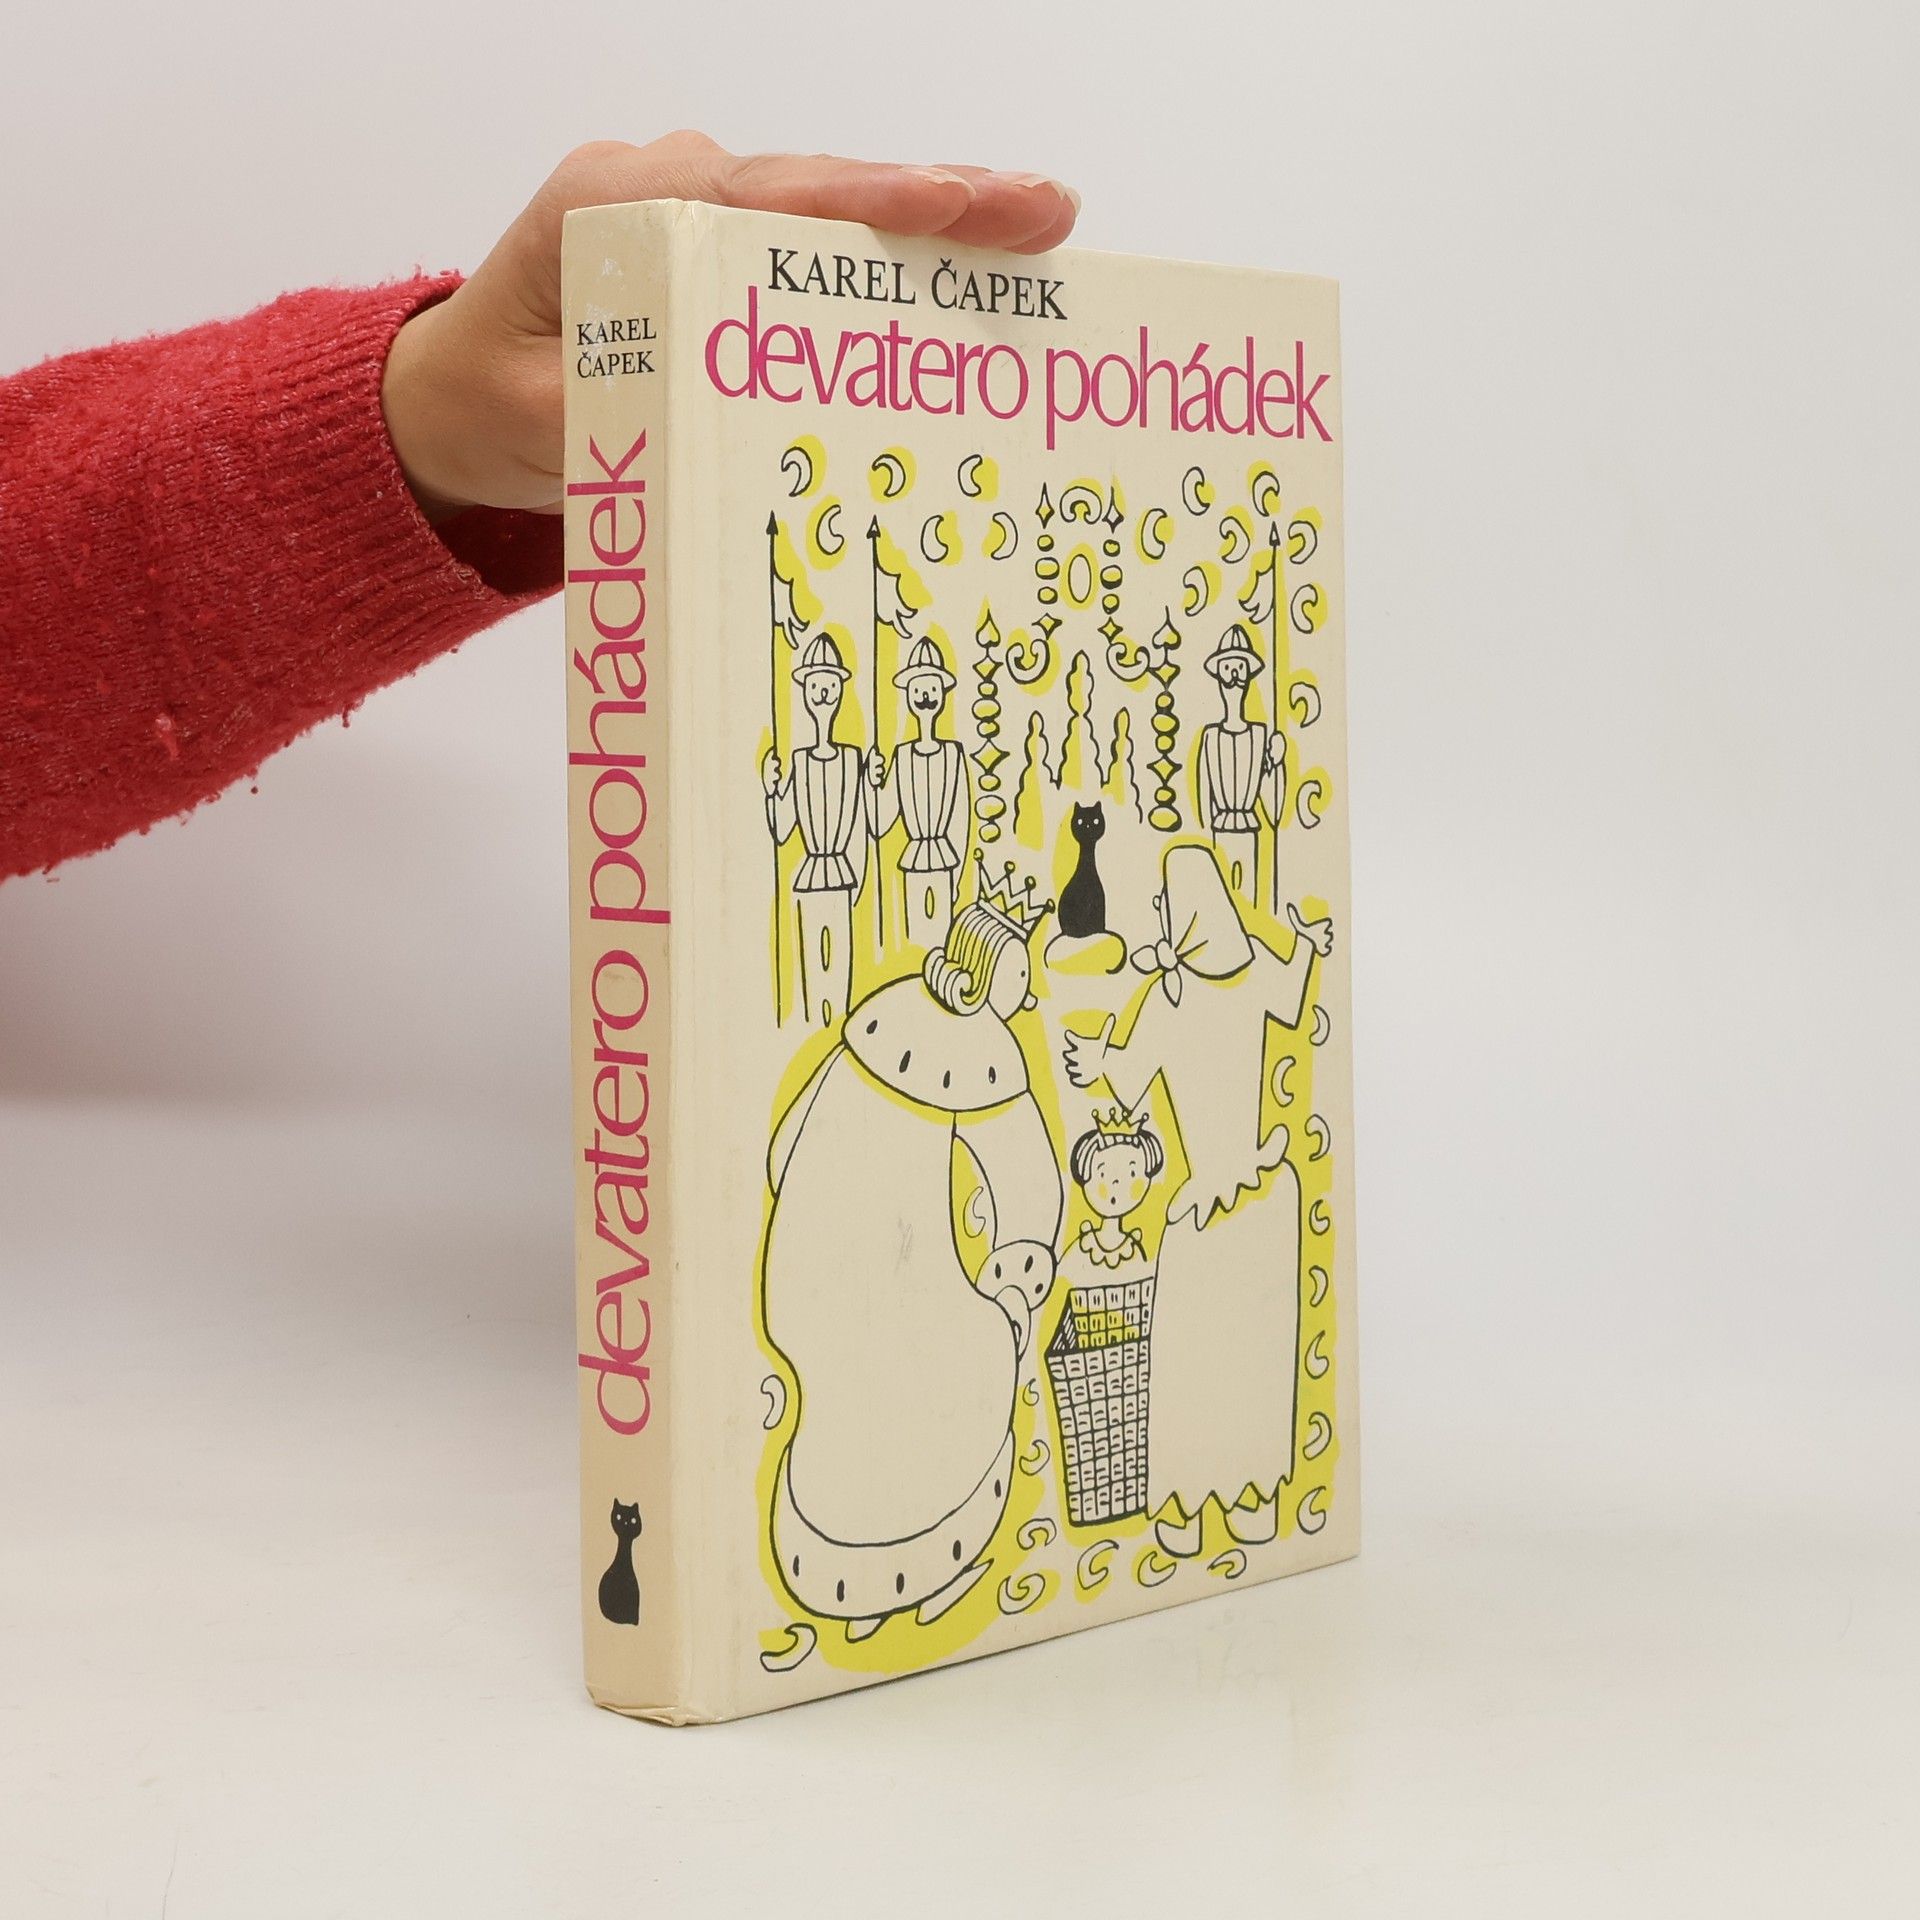 KAREL
ČAPEK
devatero pohádek
KAREL ČAPEK
devatero pohádek